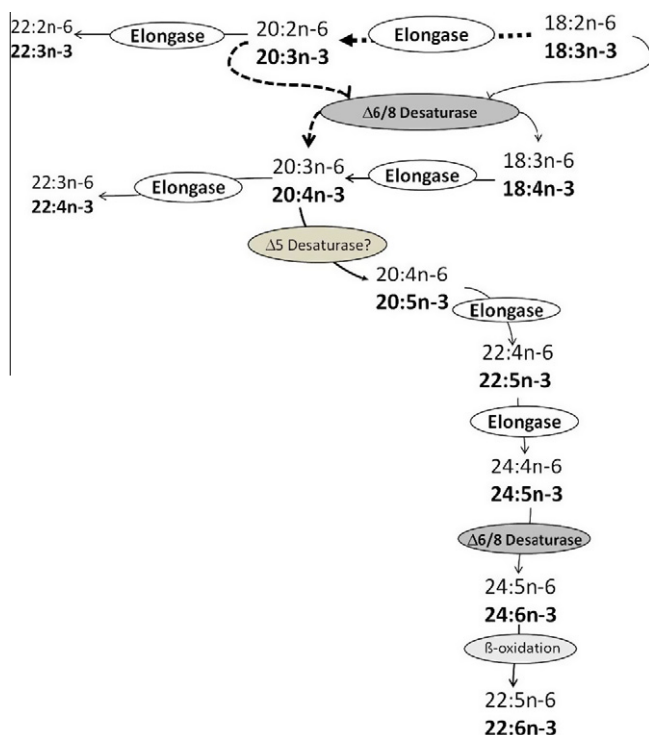 22:2n-6
22:3n-3
Elongase
20:2n-6
20:3n-3
Elongase
18:2n-6
18:3n-3
Δ6/8 Desaturase
22:3n-6
22:4n-3
Elongase
20:3n-6
20:4n-3
Elongase
18:3n-6
18:4n-3
Δ5 Desaturase?
20:4n-6
20:5n-3
Elongase
22:4n-6
22:5n-3
Elongase
24:4n-6
24:5n-3
Δ6/8 Desaturase
24:5n-6
24:6n-3
ß-oxidation
22:5n-6
22:6n-3